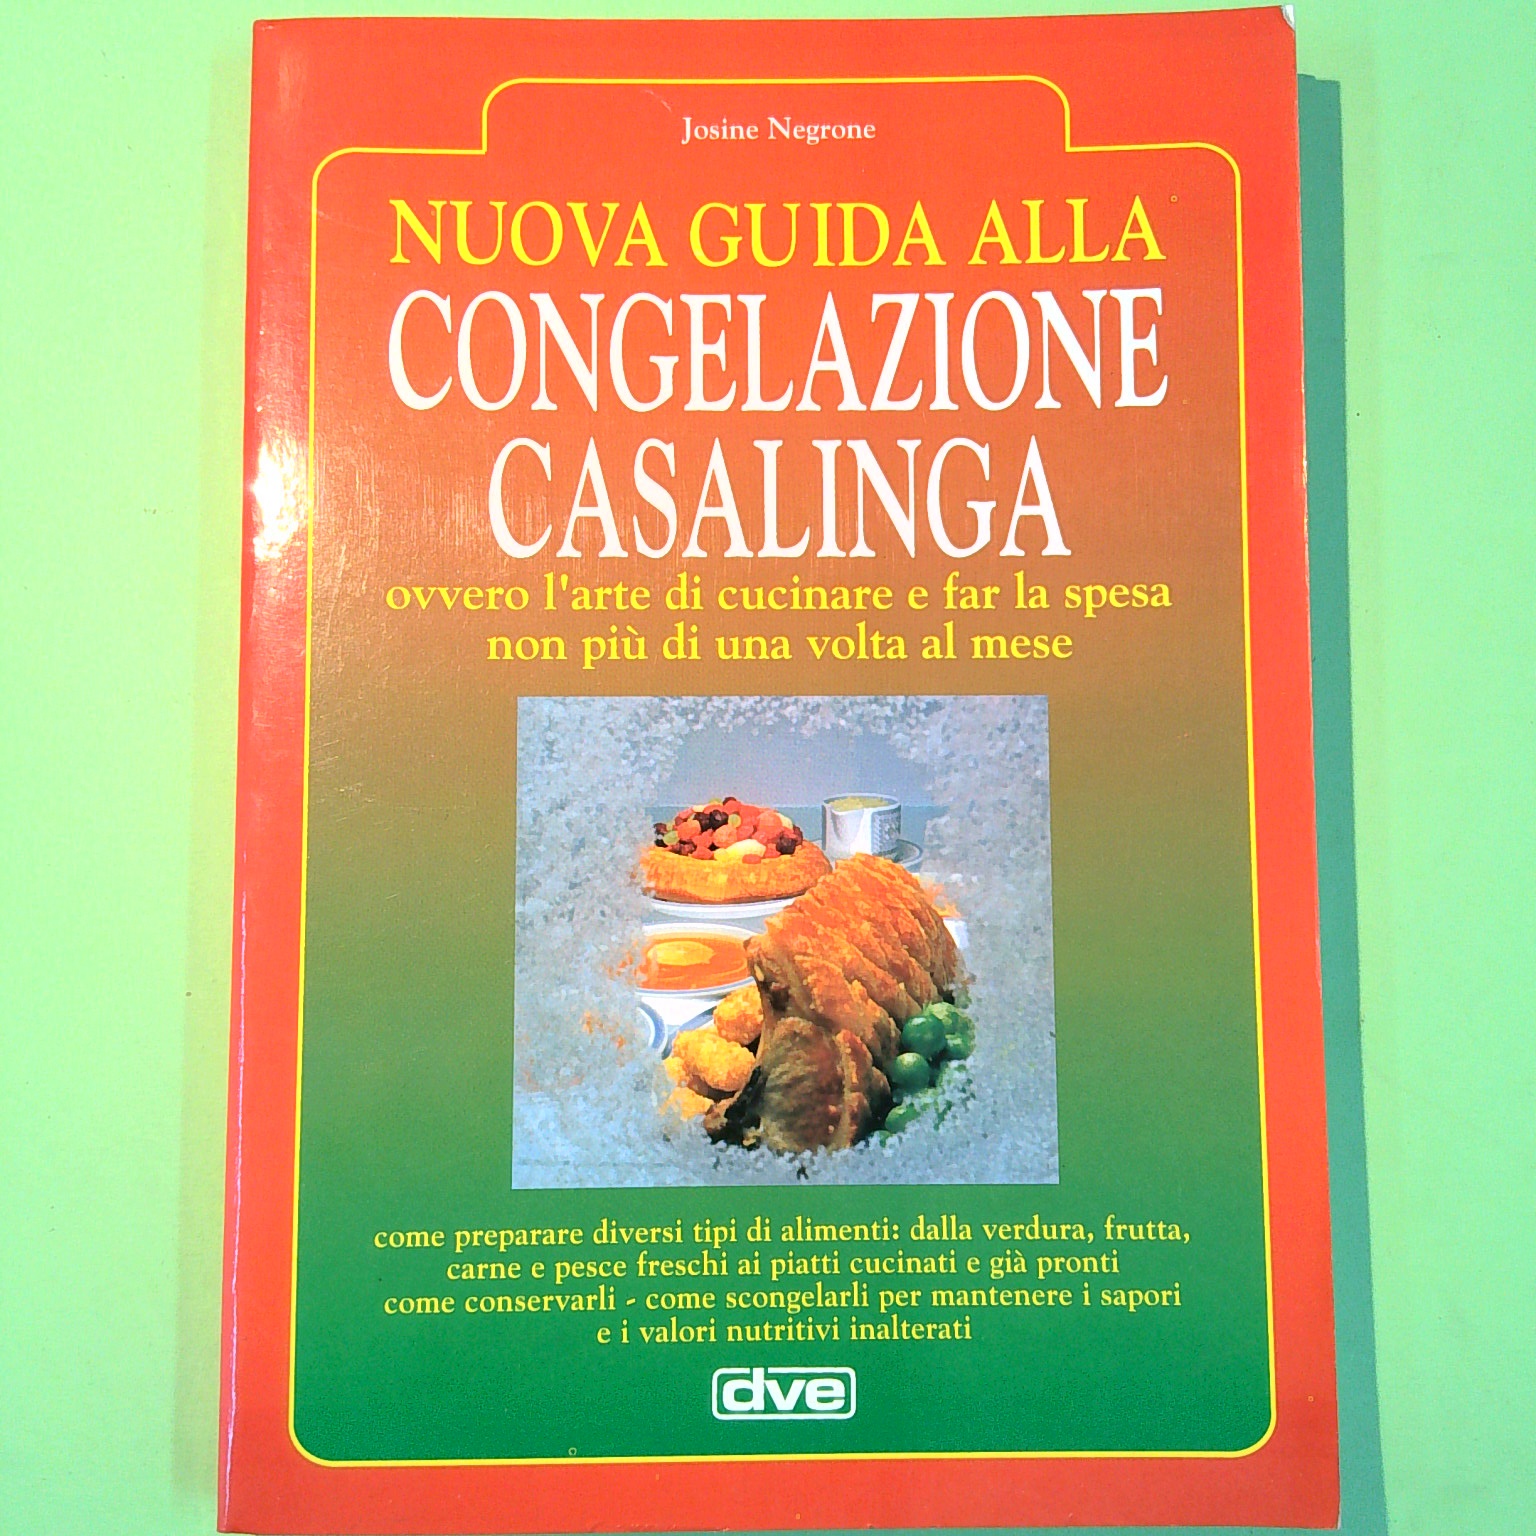 Josine Negrone
NUOVA GUIDA ALLA
CONGELAZIONE
CASALINGA
ovvero l'arte di cucinare e far la spesa
non più di una volta al mese
come preparare diversi tipi di alimenti: dalla verdura, frutta,
carne e pesce freschi ai piatti cucinati e già pronti
come conservarli - come scongelarli per mantenere i sapori
e i valori nutritivi inalterati
dve